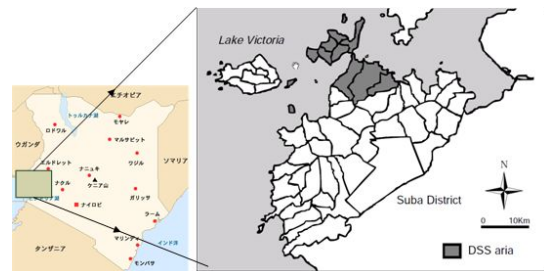 エチオピア
トゥルカナ湖
モヤレ
ロドワル
マルサビット
ウガンダ
ワジル
ソマリア
エルドレット
ナニュキ
ケニア山
ナクル
ガリッサ
ナイロビ
ラーム
タンザニア
マリンディ
インド洋
モンバサ
Lake Victoria
Suba District
N
0 10Km
DSS aria